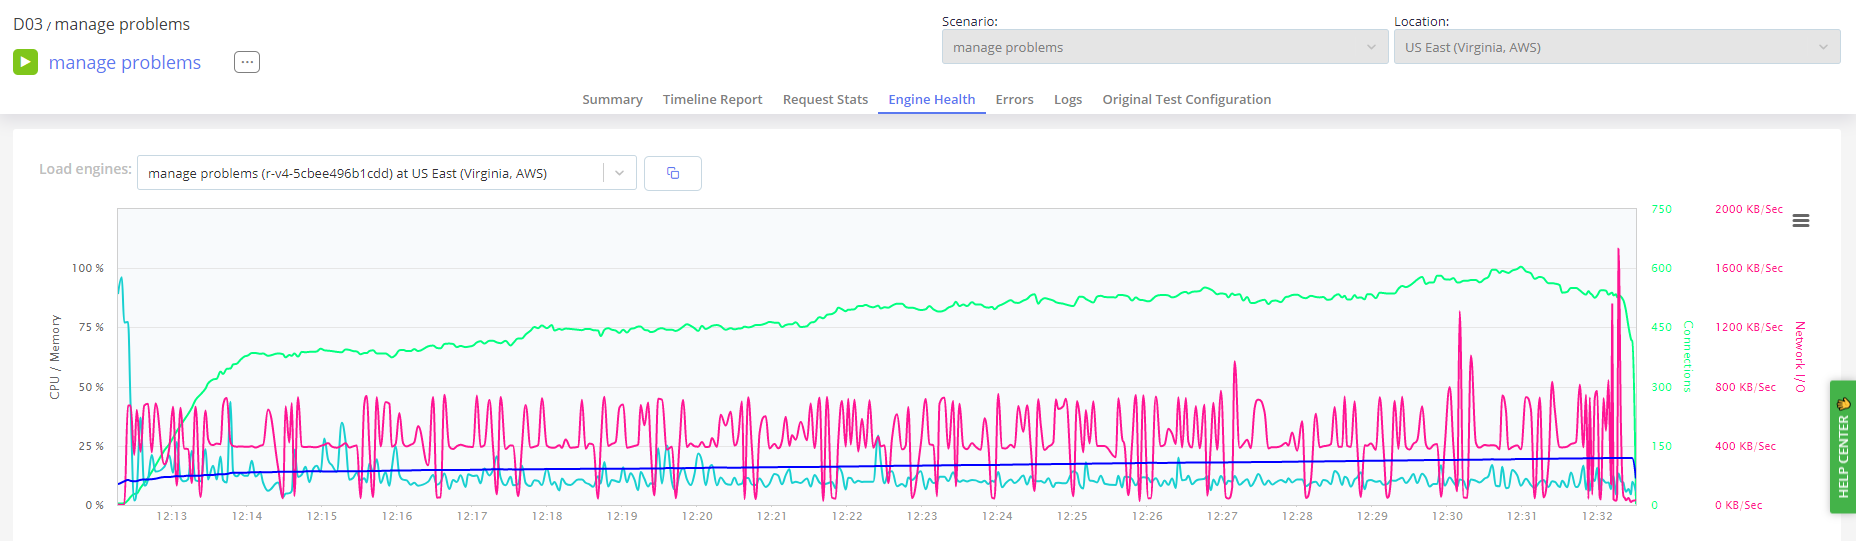 D03 / manage problems
manage problems
...
Scenario:
manage problems
Location:
US East (Virginia, AWS)
Summary Timeline Report Request Stats Engine Health Errors Logs Original Test Configuration
Load engines: manage problems (r-v4-5cbee496b1cdd) at US East (Virginia, AWS)
CPU / Memory
100 %
75 %
50 %
25 %
0 %
750
600
450
300
150
0
Connections
2000 KB/Sec
1600 KB/Sec
1200 KB/Sec
800 KB/Sec
400 KB/Sec
0 KB/Sec
Network I/O
12:13 12:14 12:15 12:16 12:17 12:18 12:19 12:20 12:21 12:22 12:23 12:24 12:25 12:26 12:27 12:28 12:29 12:30 12:31 12:32
HELP CENTER